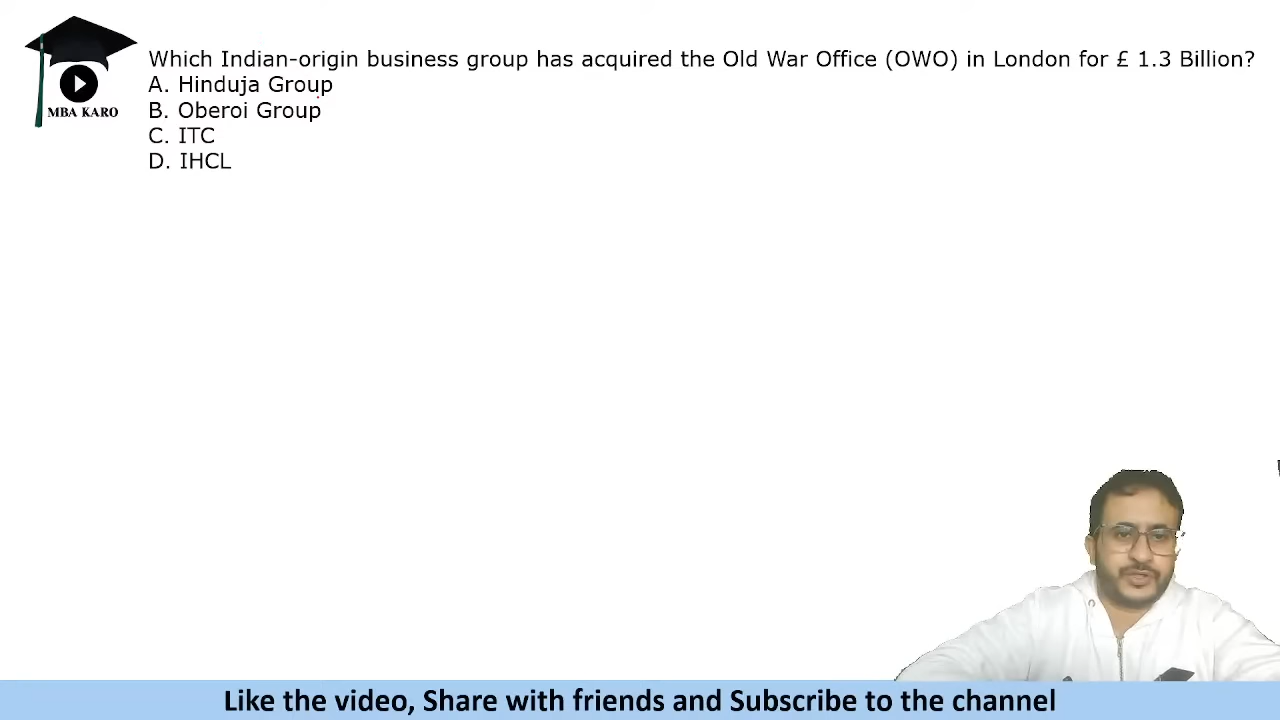 Which Indian-origin business group has acquired the Old War Office (OWO) in London for £ 1.3 Billion?
A. Hinduja Group
B. Oberoi Group
C. ITC
D. IHCL
MBA KARO
Like the video, Share with friends and Subscribe to the channel